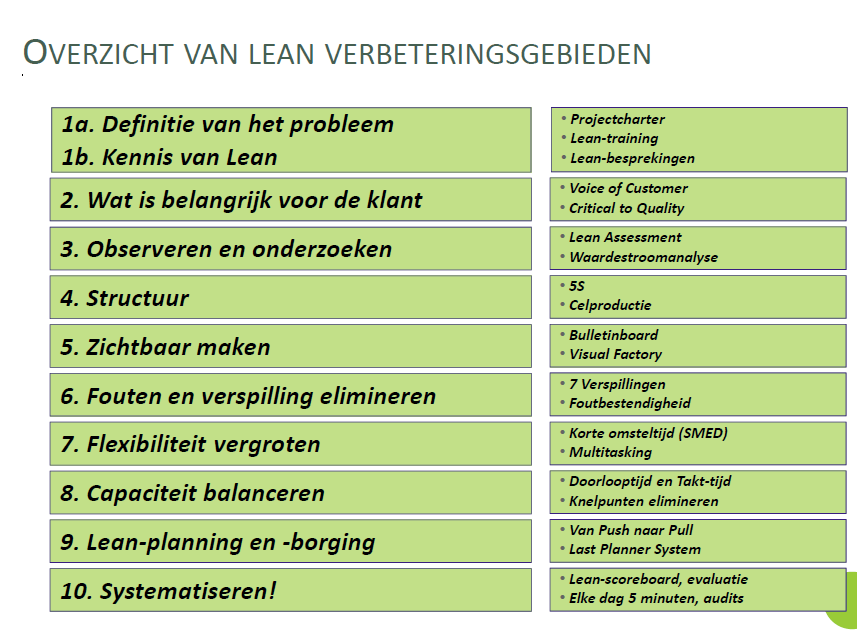 OVERZICHT VAN LEAN VERBETERINGSGEBIEDEN
1a. Definitie van het probleem
1b. Kennis van Lean
• Projectcharter
• Lean-training
• Lean-besprekingen
2. Wat is belangrijk voor de klant
• Voice of Customer
• Critical to Quality
3. Observeren en onderzoeken
• Lean Assessment
• Waardestroomanalyse
4. Structuur
• 5S
• Celproductie
5. Zichtbaar maken
• Bulletinboard
• Visual Factory
6. Fouten en verspilling elimineren
• 7 Verspillingen
• Foutbestendigheid
7. Flexibiliteit vergroten
• Korte omsteltijd (SMED)
• Multitasking
8. Capaciteit balanceren
• Doorlooptijd en Takt-tijd
• Knelpunten elimineren
9. Lean-planning en -borging
• Van Push naar Pull
• Last Planner System
10. Systematiseren!
• Lean-scoreboard, evaluatie
• Elke dag 5 minuten, audits